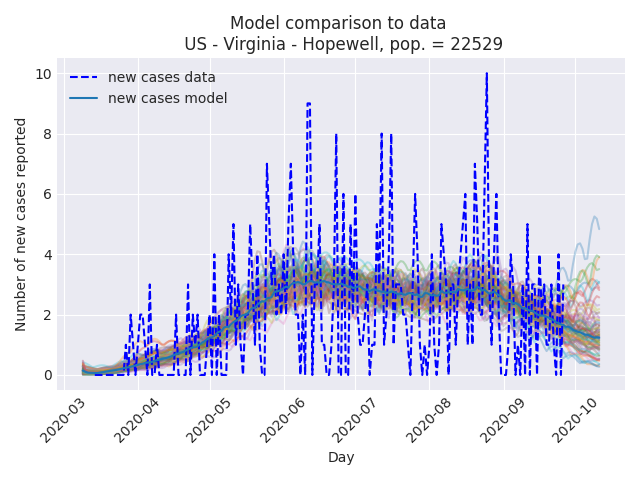 Model comparison to data
US - Virginia - Hopewell, pop. = 22529
new cases data
new cases model
Number of new cases reported
10
8
6
4
2
0
2020-03
2020-04
2020-05
2020-06
2020-07
2020-08
2020-09
2020-10
Day